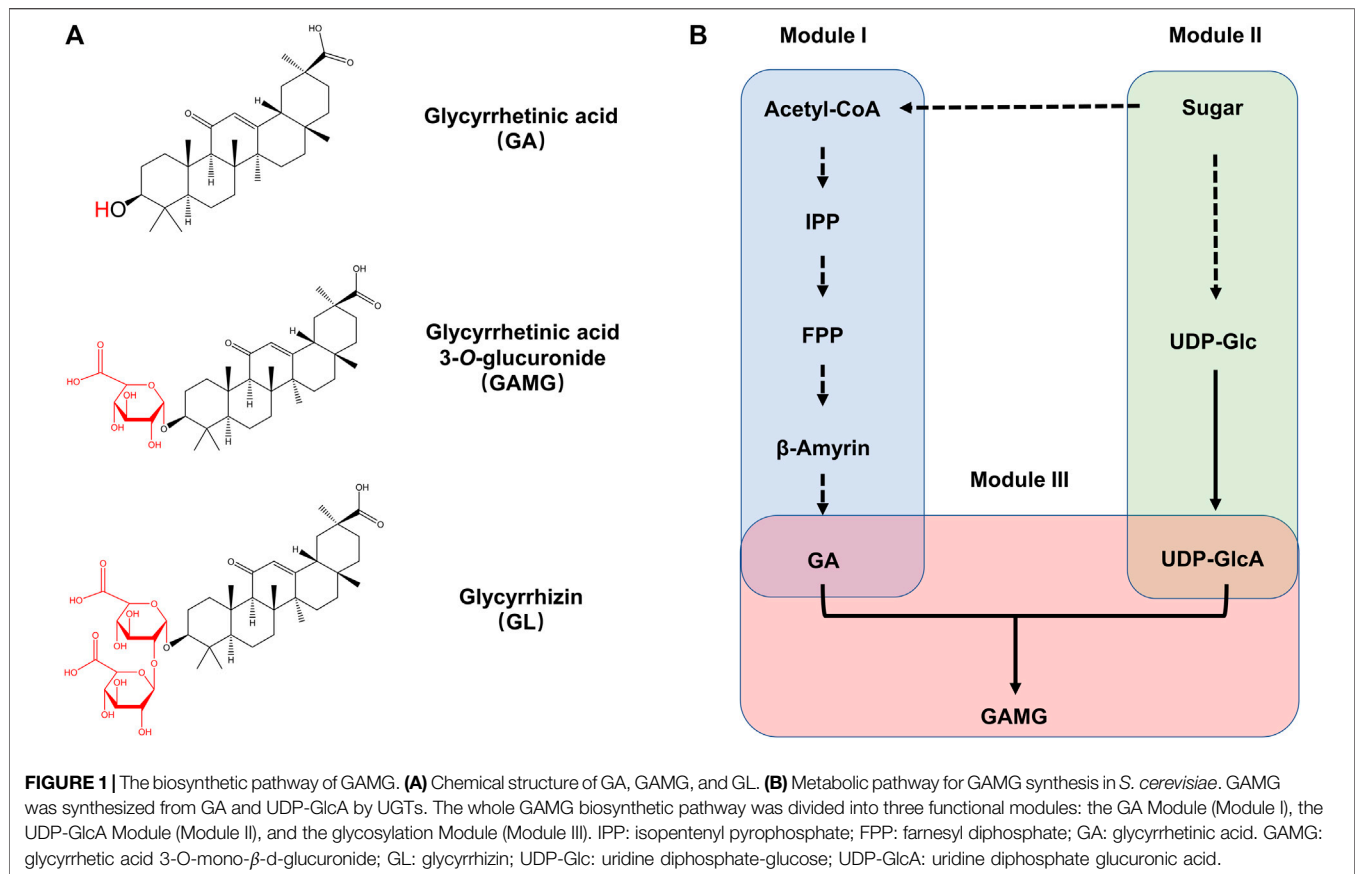 A
HO
O
O
H
H
H
HO
Glycyrrhetinic acid
(GA)
OH
O
O
H
H
H
O
HO
O
OH
OH
OH
O
Glycyrrhetinic acid
3-O-glucuronide
(GAMG)
OH
O
O
H
H
H
O
HO
O
OH
OH
O
O
O
HO
O
OH
OH
OH
Glycyrrhizin
(GL)
B
Module I
Module II
Acetyl-CoA
Sugar
IPP
FPP
UDP-Glc
β-Amyrin
Module III
GA
UDP-GlcA
GAMG
FIGURE 1 | The biosynthetic pathway of GAMG. (A) Chemical structure of GA, GAMG, and GL. (B) Metabolic pathway for GAMG synthesis in S. cerevisiae. GAMG
was synthesized from GA and UDP-GlcA by UGTs. The whole GAMG biosynthetic pathway was divided into three functional modules: the GA Module (Module I), the
UDP-GlcA Module (Module II), and the glycosylation Module (Module III). IPP: isopentenyl pyrophosphate; FPP: farnesyl diphosphate; GA: glycyrrhetinic acid. GAMG:
glycyrrhetic acid 3-O-mono-β-d-glucuronide; GL: glycyrrhizin; UDP-Glc: uridine diphosphate-glucose; UDP-GlcA: uridine diphosphate glucuronic acid.